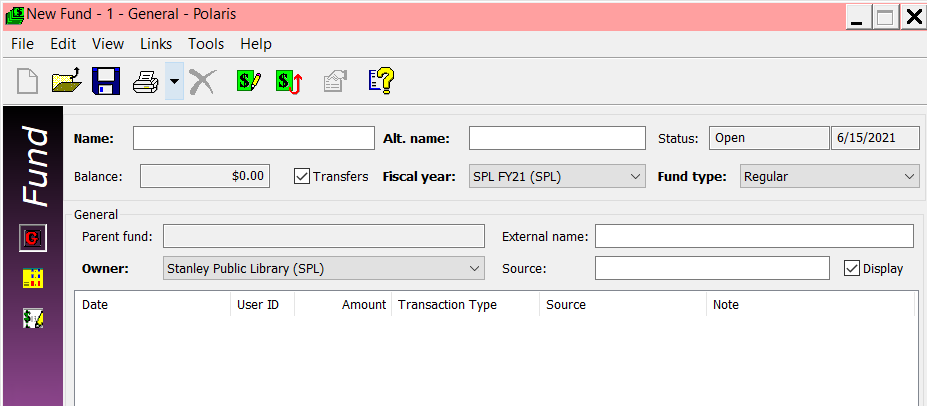 New Fund - 1 - General - Polaris
File Edit View Links Tools Help
Fund
Name: Alt. name: Status: Open 6/15/2021
Balance: $0.00 Transfers Fiscal year: SPL FY21 (SPL) Fund type: Regular
General
Parent fund: External name:
Owner: Stanley Public Library (SPL) Source: Display
Date User ID Amount Transaction Type Source Note